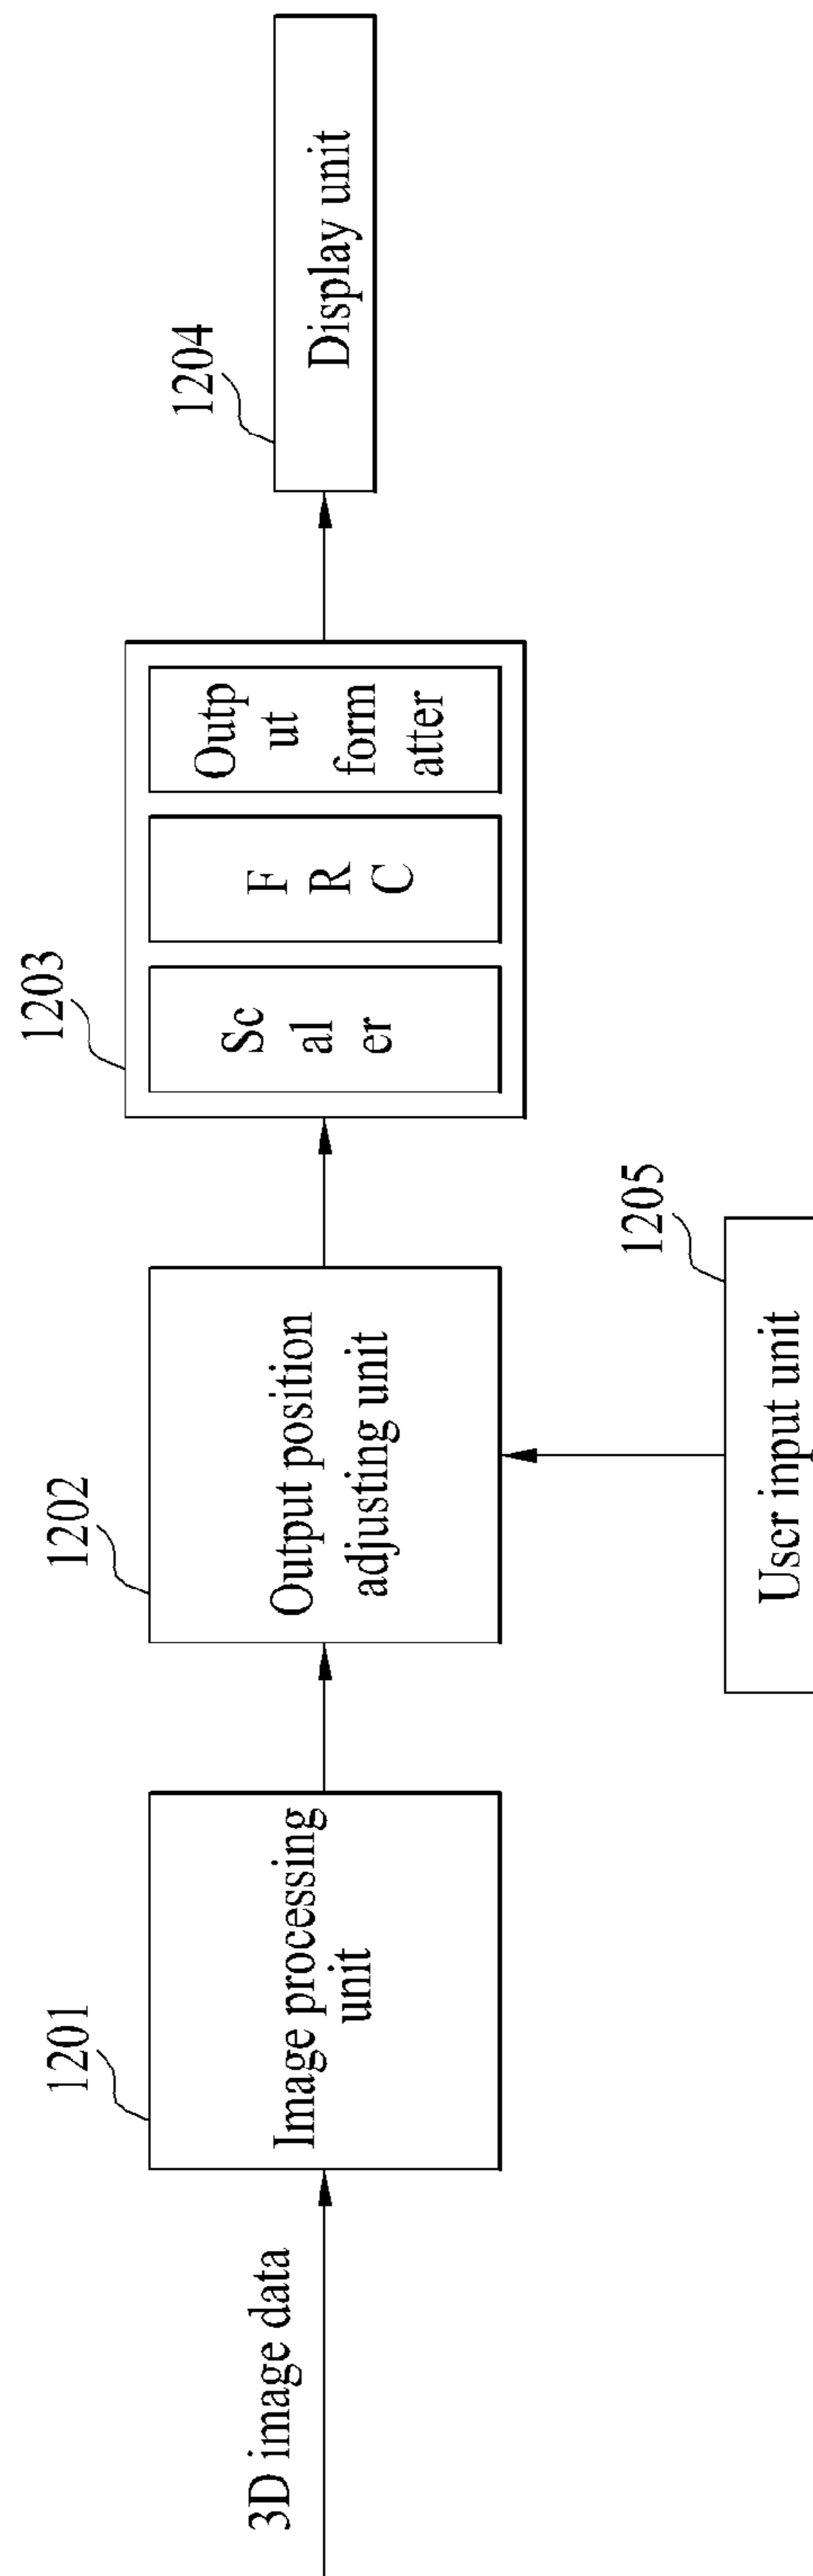 3D image data
1201
Image processing
unit
1202
Output position
adjusting unit
1203
Sc
al
er
F
R
C
Outp
ut
form
atter
1204
Display unit
1205
User input unit